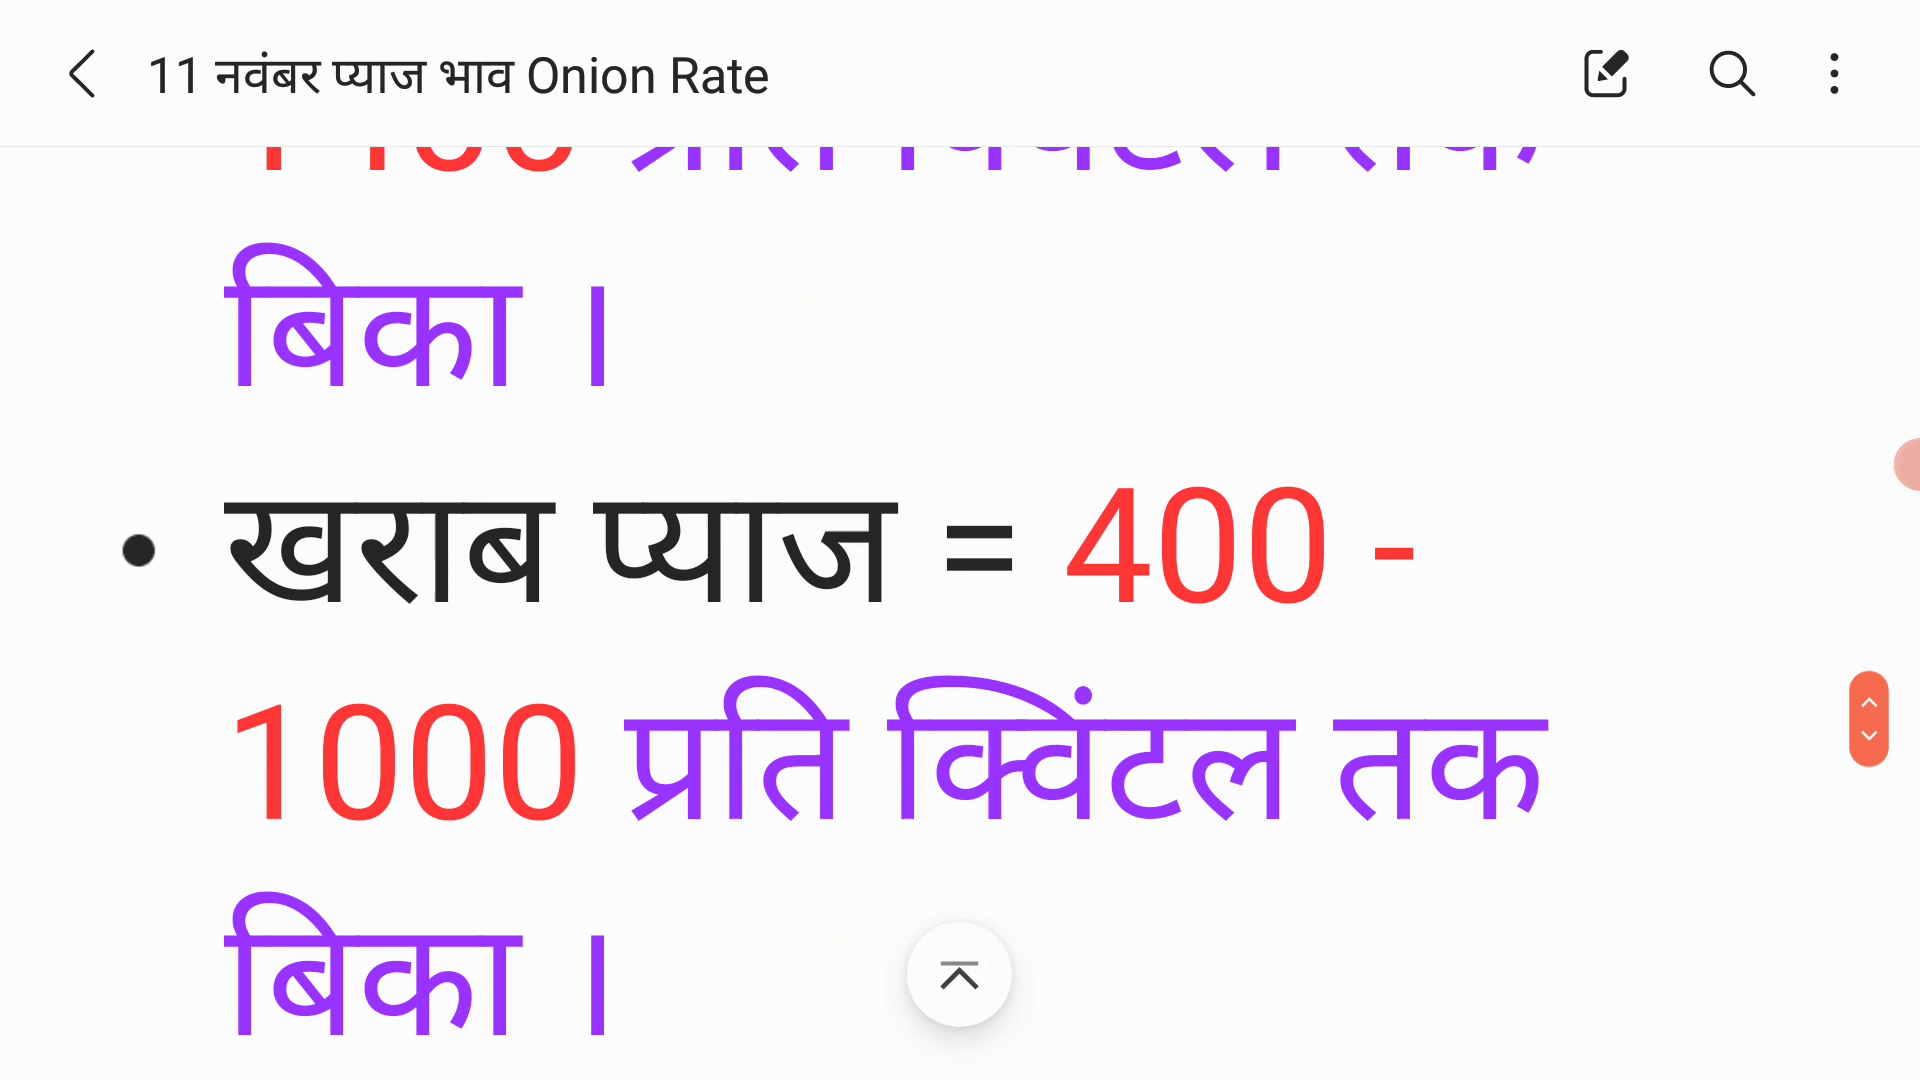 11 नवंबर प्याज भाव Onion Rate
बिका ।
• खराब प्याज = 400 -
1000 प्रति क्विंटल तक
बिका ।